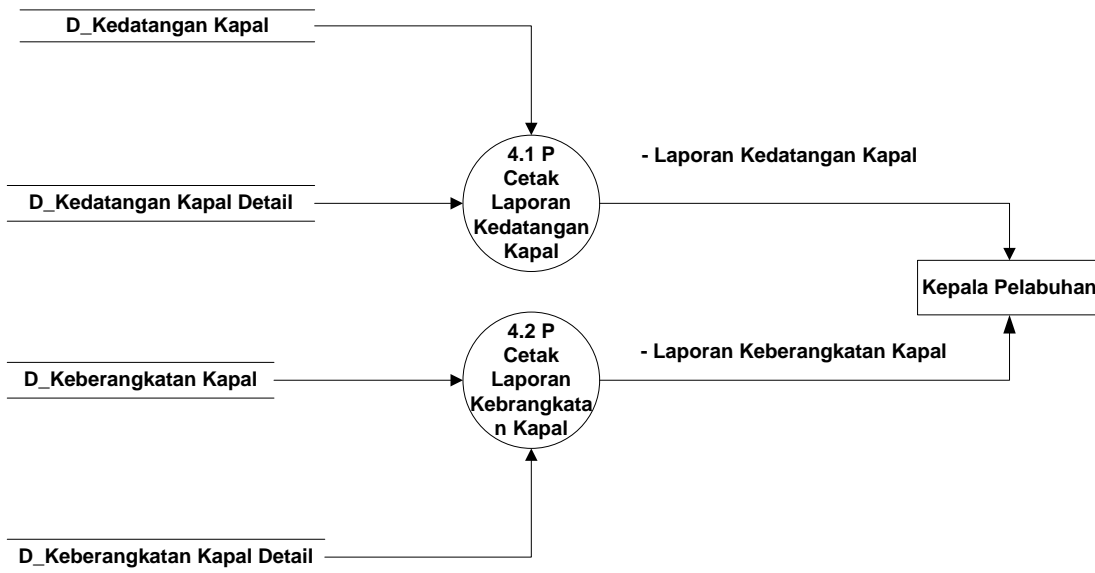 D_Kedatangan Kapal
4.1 P
Cetak
Laporan
Kedatangan
Kapal
- Laporan Kedatangan Kapal
D_Kedatangan Kapal Detail
Kepala Pelabuhan
4.2 P
Cetak
Laporan
Kebrangkata
n Kapal
- Laporan Keberangkatan Kapal
D_Keberangkatan Kapal
D_Keberangkatan Kapal Detail